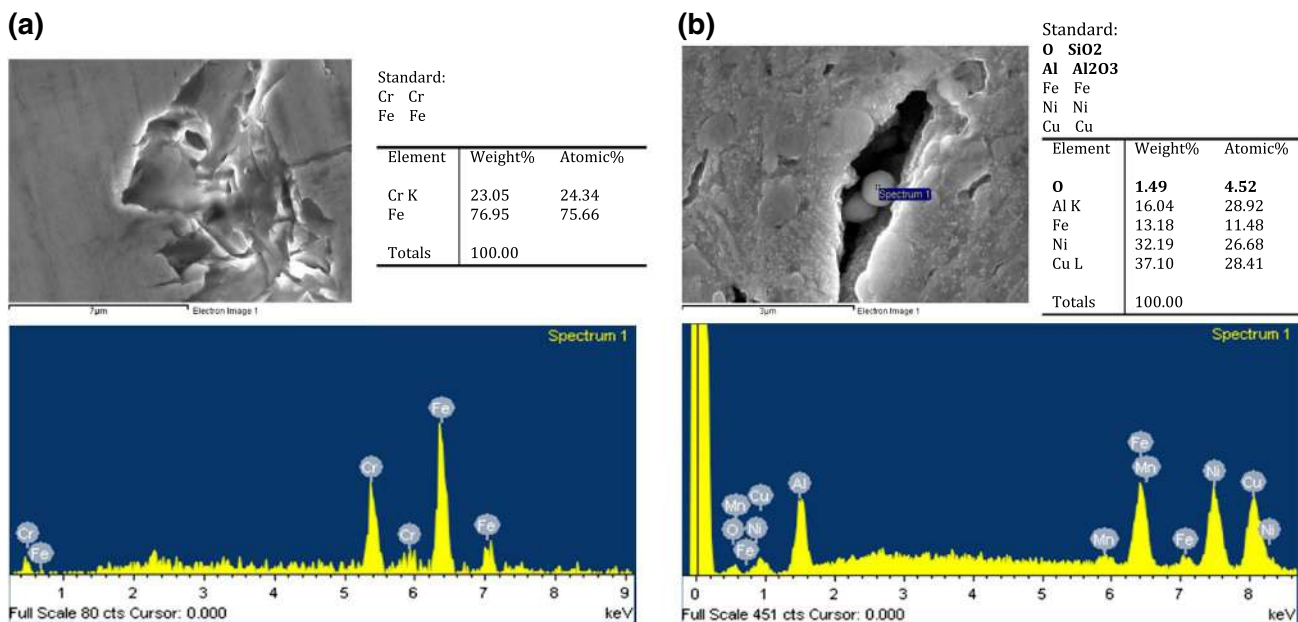 (a)
Standard:
Cr Cr
Fe Fe
Element Weight% Atomic%
Cr K 23.05 24.34
Fe 76.95 75.66
Totals 100.00
7µm Electron Image 1
Spectrum 1
Fe
Cr
Cr
Fe
Cr
Fe
1 2 3 4 5 6 7 8 9
Full Scale 80 cts Cursor: 0.000 keV
(b)
Standard:
O SiO2
Al Al2O3
Fe Fe
Ni Ni
Cu Cu
Element Weight% Atomic%
O 1.49 4.52
Al K 16.04 28.92
Fe 13.18 11.48
Ni 32.19 26.68
Cu L 37.10 28.41
Totals 100.00
Spectrum 1
3µm Electron Image 1
Spectrum 1
Fe
Mn
Ni
Al
Cu
Cu
Mn
O Ni
Fe
Mn
Fe
Ni
0 1 2 3 4 5 6 7 8
Full Scale 451 cts Cursor: 0.000 keV